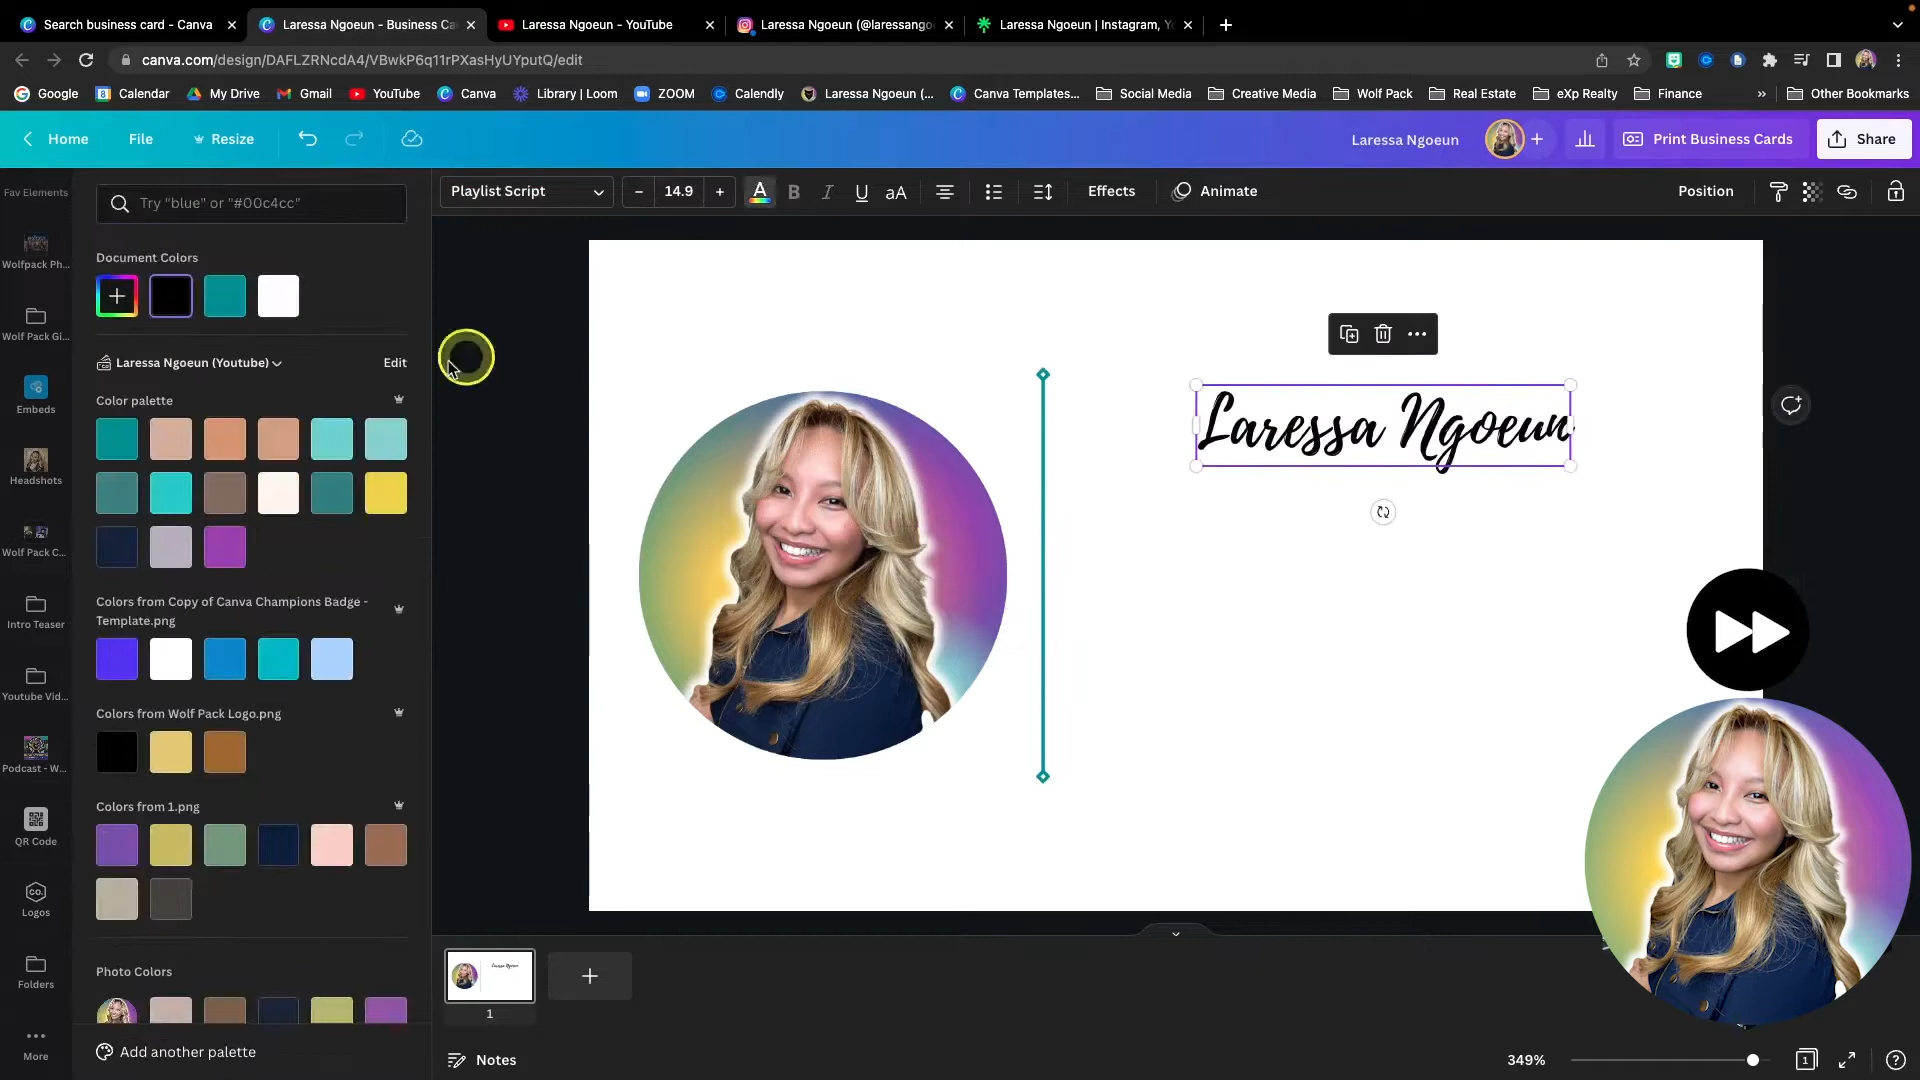 Search business card - Canva
Laressa Ngoeun - Business Ca
Laressa Ngoeun - YouTube
Laressa Ngoeun (@laressango
Laressa Ngoeun | Instagram, Y
canva.com/design/DAFLZRNcdA4/VBwkP6q11rPXasHyUYputQ/edit
Google Calendar My Drive Gmail YouTube Canva Library | Loom ZOOM Calendly Laressa Ngoeun (... Canva Templates... Social Media Creative Media Wolf Pack Real Estate eXp Realty Finance » Other Bookmarks
Home File Resize Laressa Ngoeun + Print Business Cards Share
Fav Elements
Wolfpack Ph...
Wolf Pack Gi...
Embeds
Headshots
Wolf Pack C...
Intro Teaser
Youtube Vid...
Podcast - W...
QR Code
CO.
Logos
Folders
More
Try "blue" or "#00c4cc"
Document Colors
Laressa Ngoeun (Youtube) Edit
Color palette
Colors from Copy of Canva Champions Badge -
Template.png
Colors from Wolf Pack Logo.png
Colors from 1.png
Photo Colors
Add another palette
Playlist Script – 14.9 + A B I U aA Effects Animate Position
Laressa Ngoeun
Laressa Ngoeun
1
Notes
349%
1
?